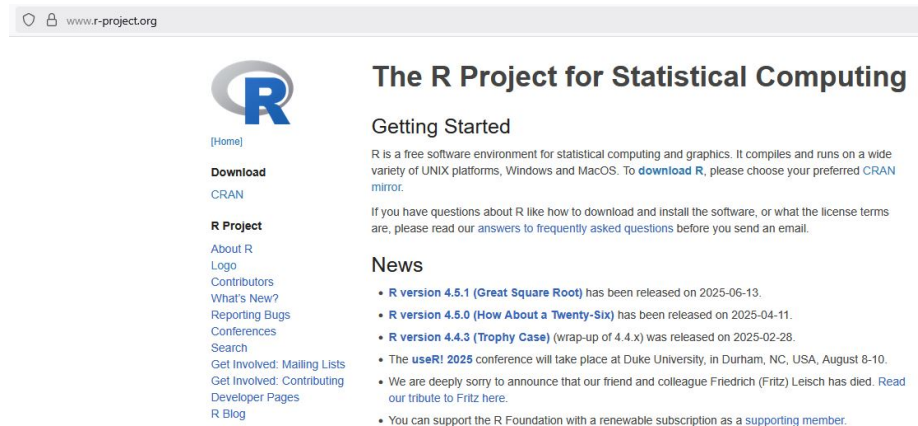 www.r-project.org
R
[Home]
Download
CRAN
R Project
About R
Logo
Contributors
What's New?
Reporting Bugs
Conferences
Search
Get Involved: Mailing Lists
Get Involved: Contributing
Developer Pages
R Blog
The R Project for Statistical Computing
Getting Started
R is a free software environment for statistical computing and graphics. It compiles and runs on a wide
variety of UNIX platforms, Windows and MacOS. To download R, please choose your preferred CRAN
mirror.
If you have questions about R like how to download and install the software, or what the license terms
are, please read our answers to frequently asked questions before you send an email.
News
• R version 4.5.1 (Great Square Root) has been released on 2025-06-13.
• R version 4.5.0 (How About a Twenty-Six) has been released on 2025-04-11.
• R version 4.4.3 (Trophy Case) (wrap-up of 4.4.x) was released on 2025-02-28.
• The useR! 2025 conference will take place at Duke University, in Durham, NC, USA, August 8-10.
• We are deeply sorry to announce that our friend and colleague Friedrich (Fritz) Leisch has died. Read
our tribute to Fritz here.
• You can support the R Foundation with a renewable subscription as a supporting member.